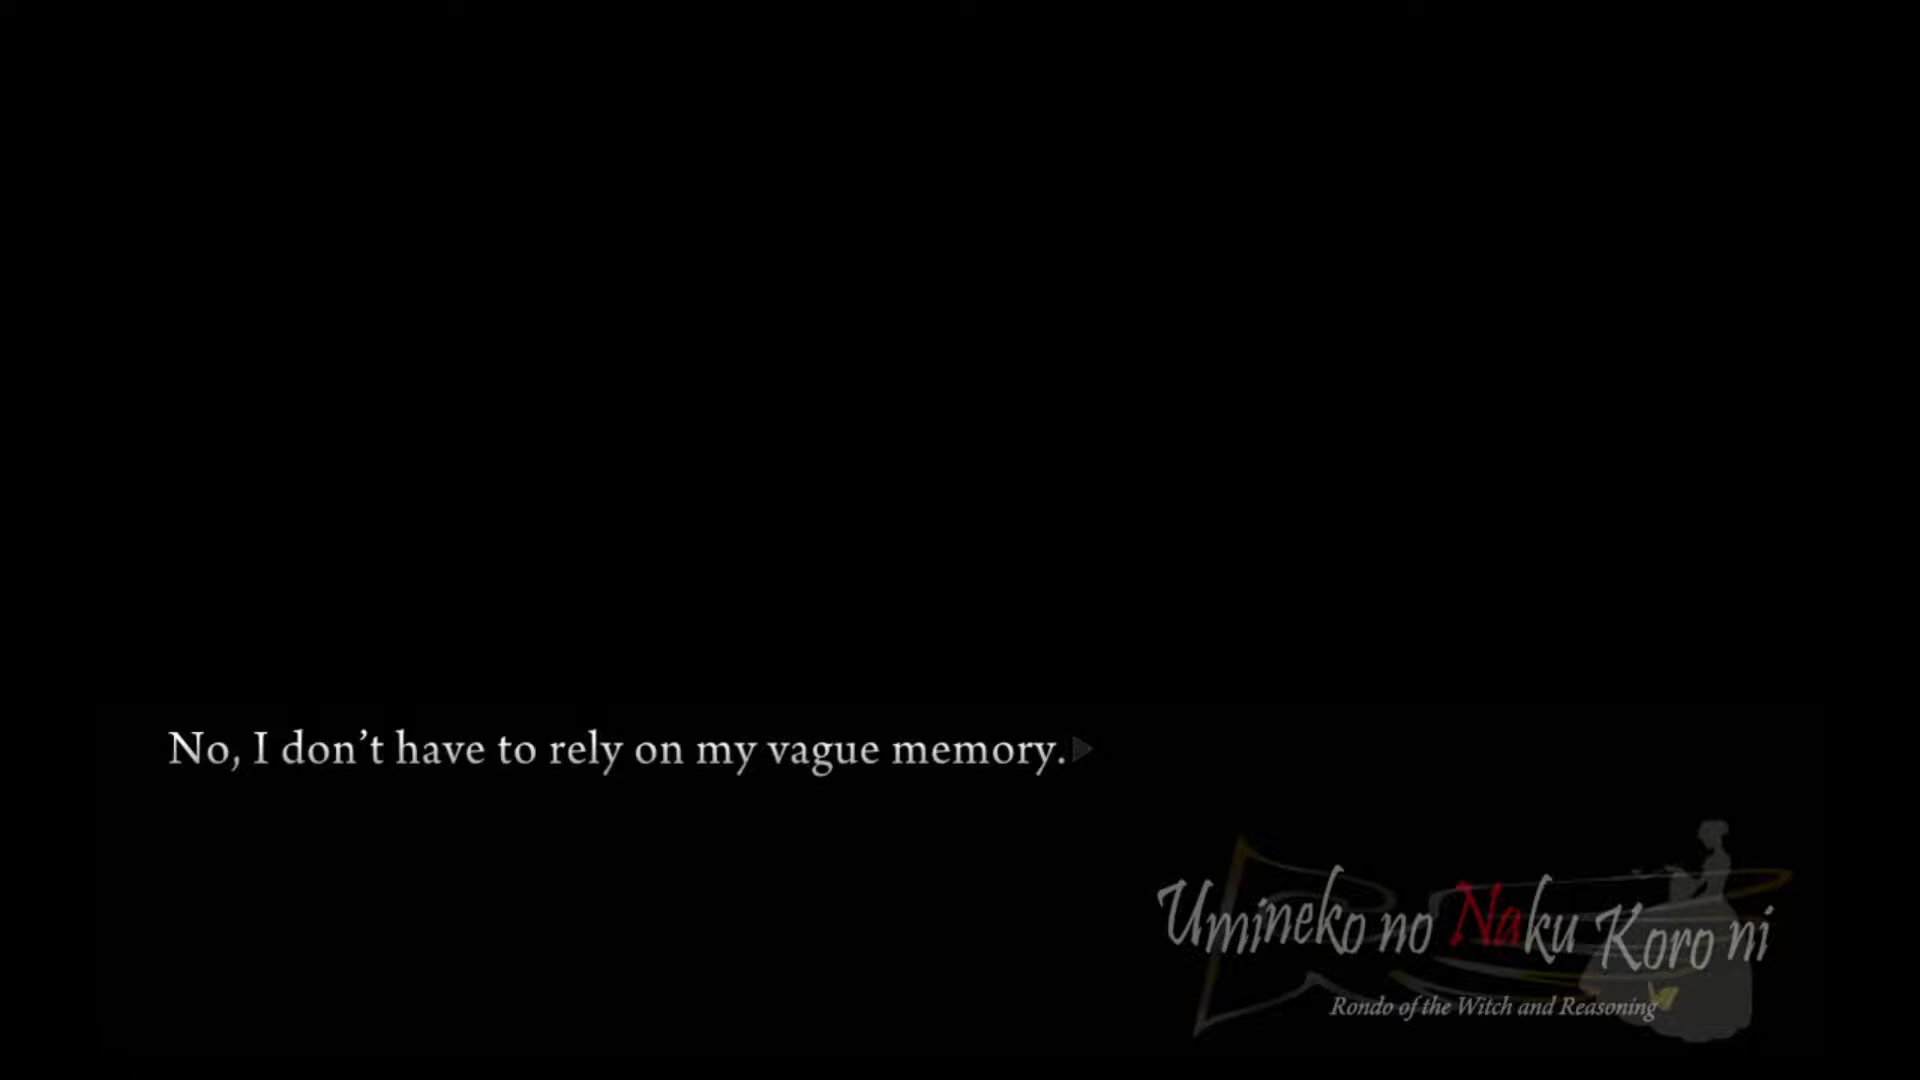 No, I don’t have to rely on my vague memory.
Umineko no Naku Koro ni
Rondo of the Witch and Reasoning